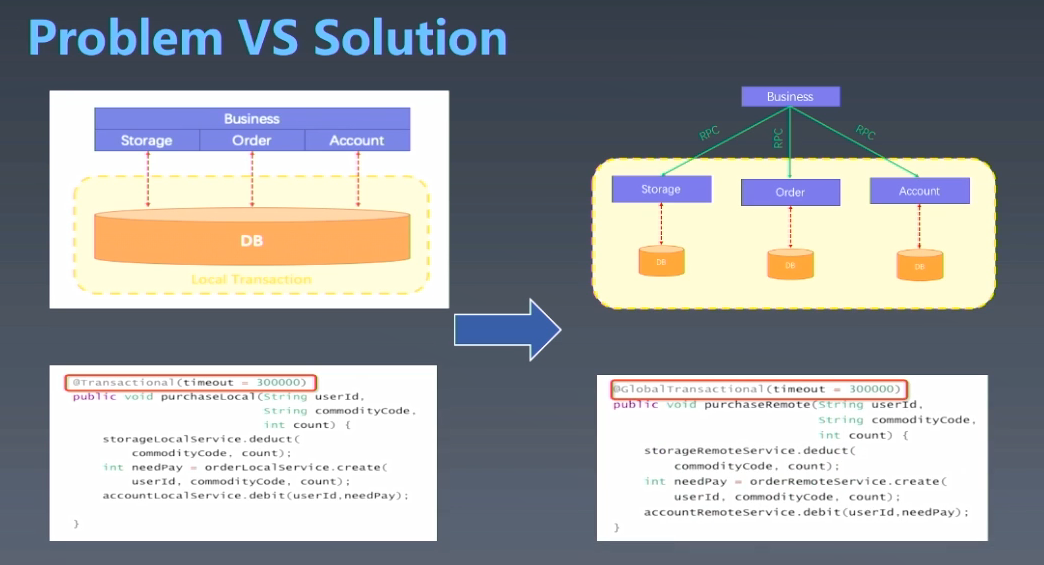 Problem VS Solution
Business
Storage
Order
Account
DB
Local Transaction
@Transactional(timeout = 300000)
public void purchaseLocal(String userId,
String commodityCode,
int count) {
storageLocalService.deduct(
commodityCode, count);
int needPay = orderLocalService.create(
userId, commodityCode, count);
accountLocalService.debit(userId,needPay);
}
Business
RPC
RPC
RPC
Storage
Order
Account
DB
DB
DB
@GlobalTransactional(timeout = 300000)
public void purchaseRemote(String userId,
String commodityCode,
int count) {
storageRemoteService.deduct(
commodityCode, count);
int needPay = orderRemoteService.create(
userId, commodityCode, count);
accountRemoteService.debit(userId,needPay);
}